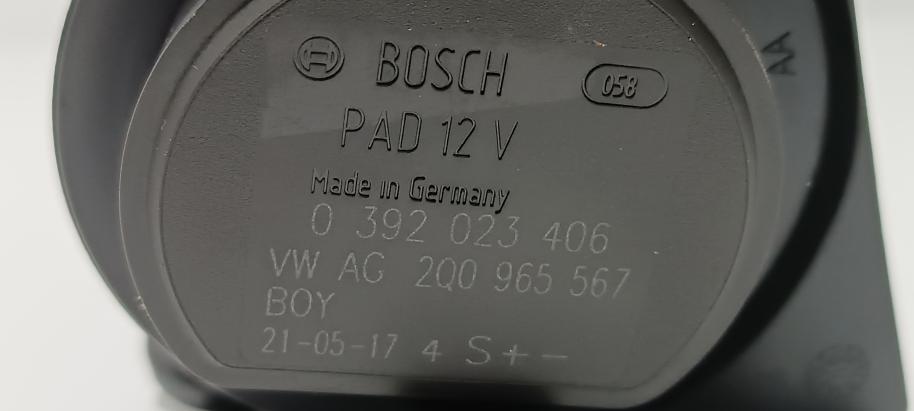 BOSCH 058
PAD 12 V
Made in Germany
0 392 023 406
VW AG 2Q0 965 567
BOY
21-05-17 4 S+-
AA